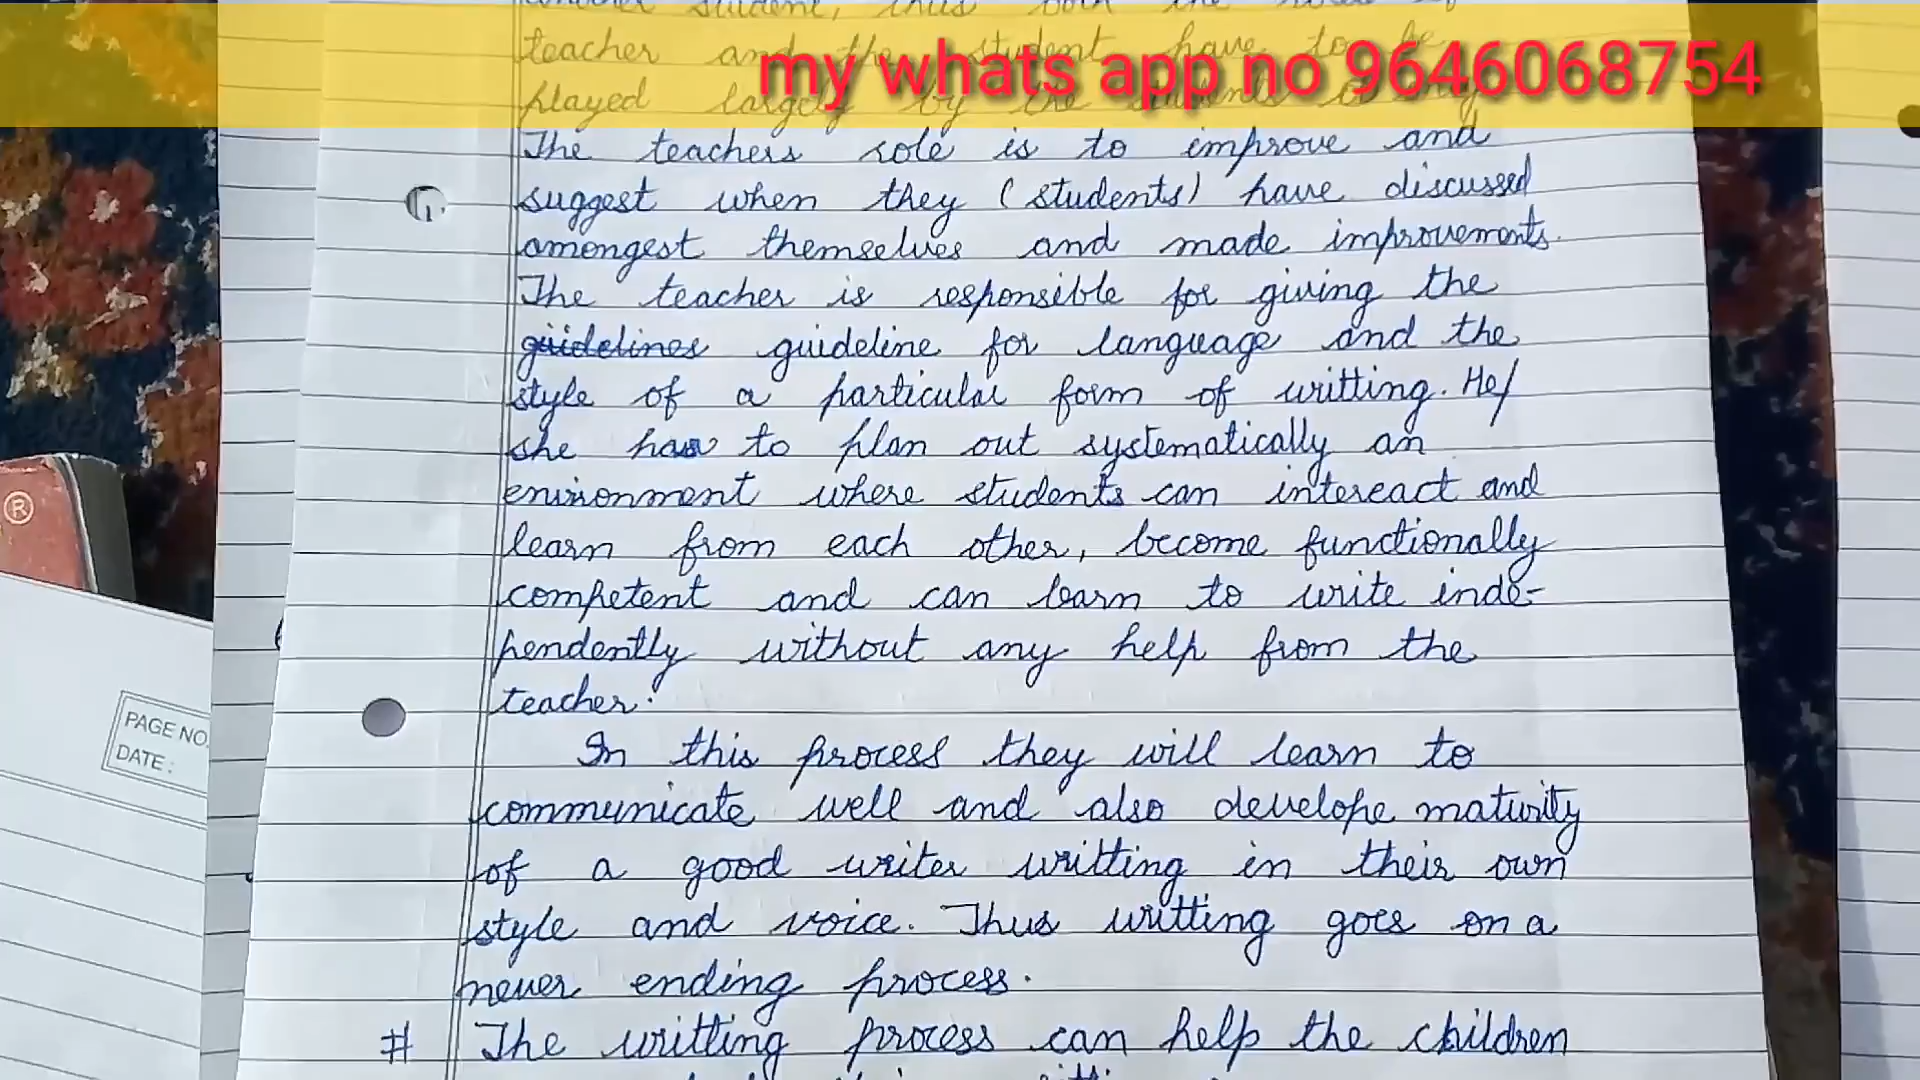 student, thus both the
my whats app no 9646068754
teacher and the student have to be
played largely by the students
The teachers role is to improve and
suggest when they (students) have discussed
amongest themselves and made improvements.
The teacher is responsible for giving the
guidelines guideline for language and the
style of a particular form of writting. He/
she has to plan out systematically an
environment where students can intereact and
learn from each other, become functionally
competent and can learn to write inde-
pendently without any help from the
teacher.
In this process they will learn to
communicate well and also develope maturity
of a good writer writting in their own
style and voice. Thus writting goes on a
never ending process.
# The writting process can help the children
®
PAGE NO.
DATE: